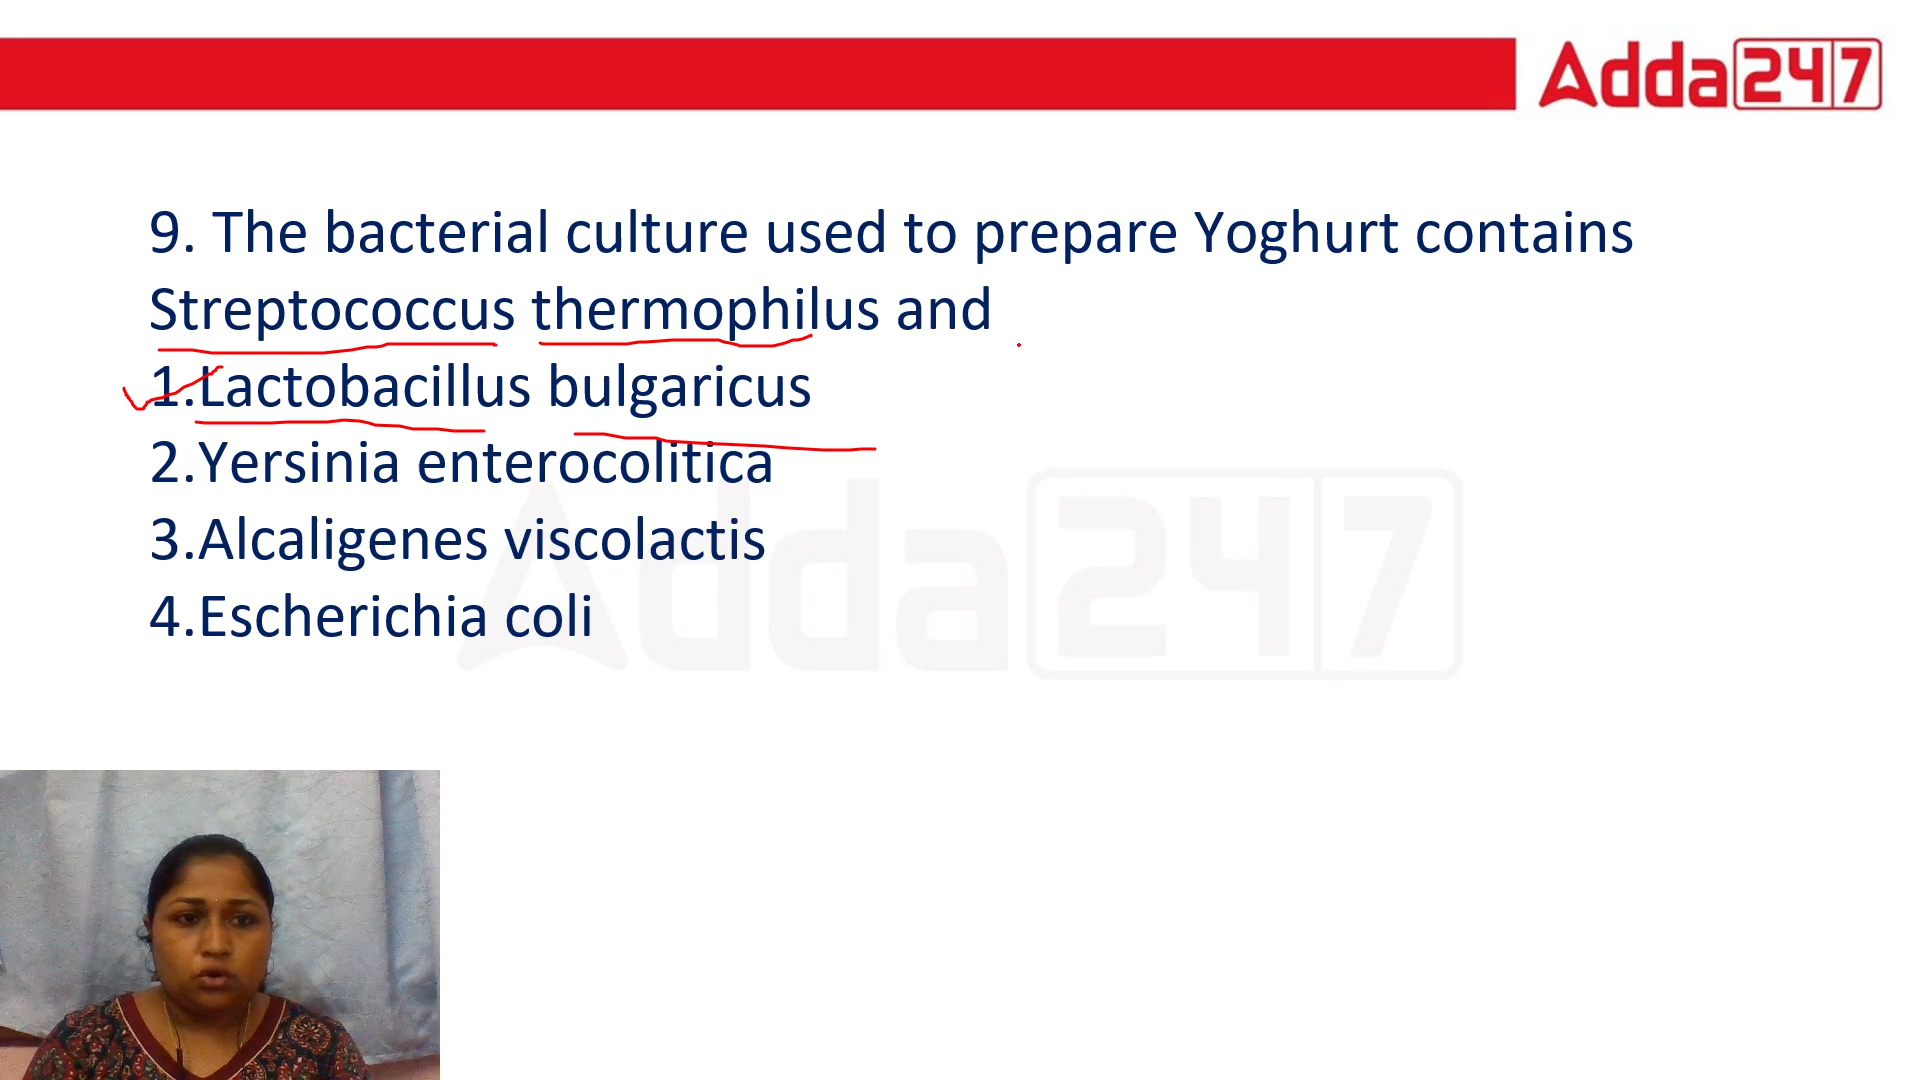 Adda247
9. The bacterial culture used to prepare Yoghurt contains
Streptococcus thermophilus and
1.Lactobacillus bulgaricus
2.Yersinia enterocolitica
3.Alcaligenes viscolactis
4.Escherichia coli
Adda247